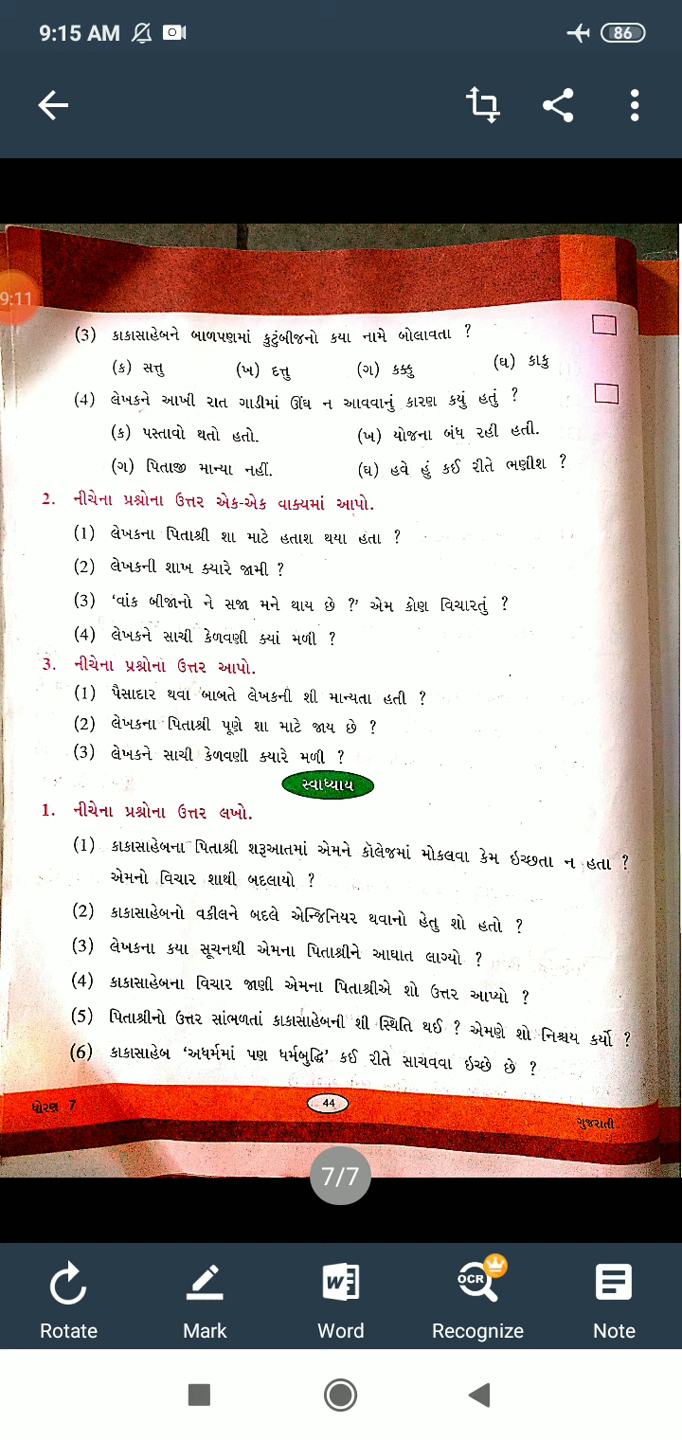 9:15 AM
86
9:11
(3) કાકાસાહેબને બાળપણમાં કુટુંબીજનો કયા નામે બોલાવતા ?
(ક) સત્તુ (ખ) દત્તુ (ગ) કક્કુ (ઘ) કાકુ
(4) લેખકને આખી રાત ગાડીમાં ઊંઘ ન આવવાનું કારણ કયું હતું ?
(ક) પસ્તાવો થતો હતો. (ખ) યોજના બંધ રહી હતી.
(ગ) પિતાજી માન્યા નહીં. (ઘ) હવે હું કઈ રીતે ભણીશ ?
2. નીચેના પ્રશ્નોના ઉત્તર એક-એક વાક્યમાં આપો.
(1) લેખકના પિતાશ્રી શા માટે હતાશ થયા હતા ?
(2) લેખકની શાખ ક્યારે જામી ?
(3) ‘વાંક બીજાનો ને સજા મને થાય છે ?’ એમ કોણ વિચારતું ?
(4) લેખકને સાચી કેળવણી ક્યાં મળી ?
3. નીચેના પ્રશ્નોના ઉત્તર આપો.
(1) પૈસાદાર થવા બાબતે લેખકની શી માન્યતા હતી ?
(2) લેખકના પિતાશ્રી પૂણે શા માટે જાય છે ?
(3) લેખકને સાચી કેળવણી ક્યારે મળી ?
સ્વાધ્યાય
1. નીચેના પ્રશ્નોના ઉત્તર લખો.
(1) કાકાસાહેબના પિતાશ્રી શરૂઆતમાં એમને કૉલેજમાં મોકલવા કેમ ઇચ્છતા ન હતા ?
એમનો વિચાર શાથી બદલાયો ?
(2) કાકાસાહેબનો વકીલને બદલે એન્જિનિયર થવાનો હેતુ શો હતો ?
(3) લેખકના કયા સૂચનથી એમના પિતાશ્રીને આઘાત લાગ્યો ?
(4) કાકાસાહેબના વિચાર જાણી એમના પિતાશ્રીએ શો ઉત્તર આપ્યો ?
(5) પિતાશ્રીનો ઉત્તર સાંભળતાં કાકાસાહેબની શી સ્થિતિ થઈ ? એમણે શો નિશ્ચય કર્યો ?
(6) કાકાસાહેબ ‘અધર્મમાં પણ ધર્મબુદ્ધિ’ કઈ રીતે સાચવવા ઇચ્છે છે ?
ધોરણ 7 44 ગુજરાતી
7/7
W OCR
Rotate Mark Word Recognize Note